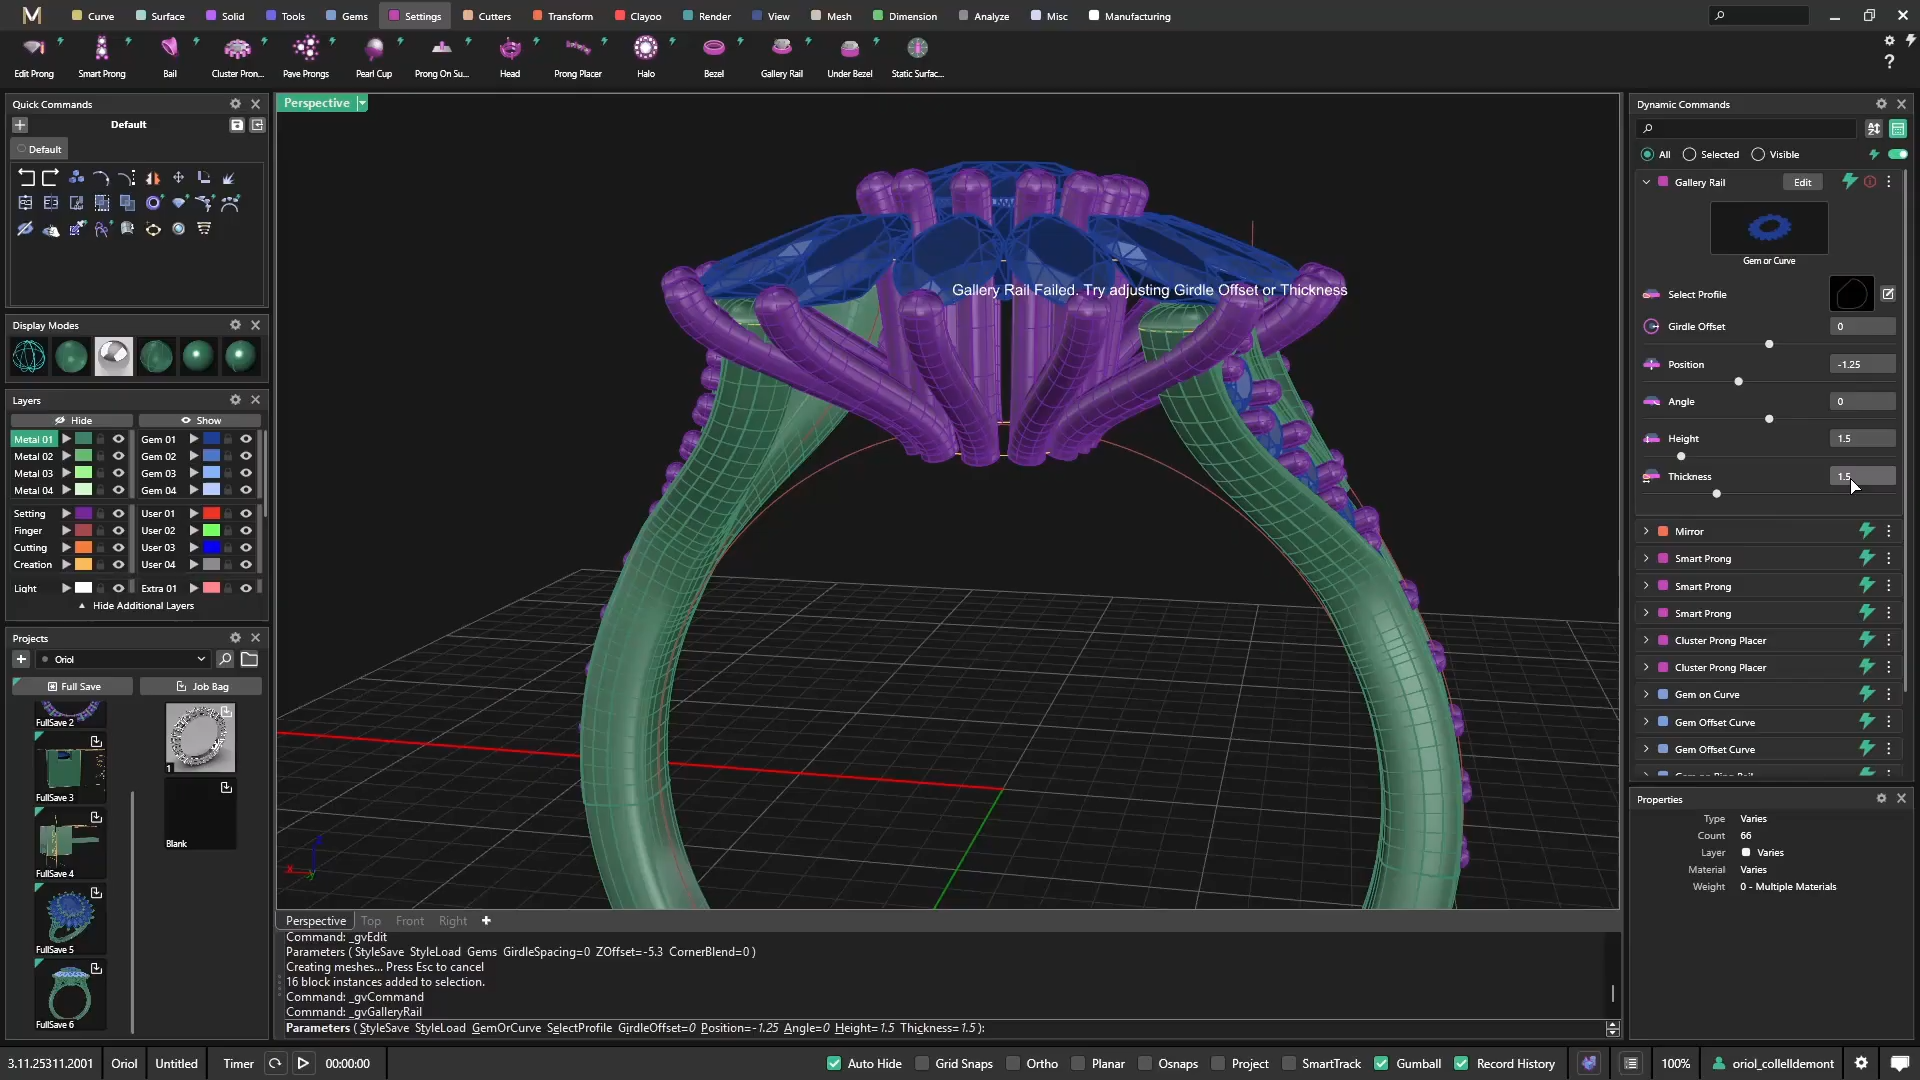 Curve Surface Solid Tools Gems Settings Cutters Transform Clayoo Render View Mesh Dimension Analyze Misc Manufacturing
Edit Prong Smart Prong Bail Cluster Pron... Pave Prongs Pearl Cup Prong On Su... Head Prong Placer Halo Bezel Gallery Rail Under Bezel Static Surfac...
?
Quick Commands
Default
Default
Display Modes
Layers
Hide Show
Metal 01 Gem 01
Metal 02 Gem 02
Metal 03 Gem 03
Metal 04 Gem 04
Setting User 01
Finger User 02
Cutting User 03
Creation User 04
Light Extra 01
Hide Additional Layers
Projects
Oriol
Full Save Job Bag
FullSave 2
FullSave 3
FullSave 4
FullSave 5
FullSave 6
1
Blank
Perspective
Gallery Rail Failed. Try adjusting Girdle Offset or Thickness
x
y
Perspective Top Front Right
Command: _gvEdit
Parameters ( StyleSave StyleLoad Gems GirdleSpacing=0 ZOffset=-5.3 CornerBlend=0 )
Creating meshes... Press Esc to cancel
16 block instances added to selection.
Command: _gvCommand
Command: _gvGalleryRail
Parameters ( StyleSave StyleLoad GemOrCurve SelectProfile GirdleOffset=0 Position=-1.25 Angle=0 Height=1.5 Thickness=1.5 ):
Dynamic Commands
All Selected Visible
Gallery Rail Edit
Gem or Curve
Select Profile
Girdle Offset 0
Position -1.25
Angle 0
Height 1.5
Thickness 1.5
Mirror
Smart Prong
Smart Prong
Smart Prong
Cluster Prong Placer
Cluster Prong Placer
Gem on Curve
Gem Offset Curve
Gem Offset Curve
Properties
Type Varies
Count 66
Layer Varies
Material Varies
Weight 0 - Multiple Materials
3.11.25311.2001 Oriol Untitled Timer 00:00:00 Auto Hide Grid Snaps Ortho Planar Osnaps Project SmartTrack Gumball Record History 100% oriol_collelldemont